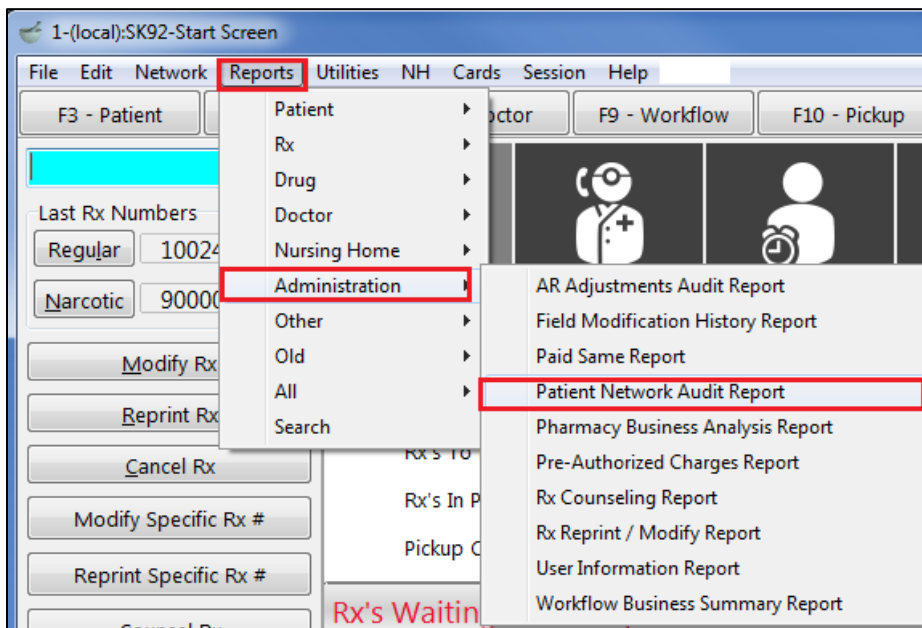 1-(local):SK92-Start Screen
File Edit Network Reports Utilities NH Cards Session Help
F3 - Patient F9 - Workflow F10 - Pickup
Patient
Rx
Drug
Doctor
Nursing Home
Administration
Other
Old
All
Search
Last Rx Numbers
Regular 10024
Narcotic 90000
Modify Rx
Reprint Rx
Cancel Rx
Modify Specific Rx #
Reprint Specific Rx #
AR Adjustments Audit Report
Field Modification History Report
Paid Same Report
Patient Network Audit Report
Pharmacy Business Analysis Report
Pre-Authorized Charges Report
Rx Counseling Report
Rx Reprint / Modify Report
User Information Report
Workflow Business Summary Report
Rx's To
Rx's In P
Pickup
Rx's Waitin